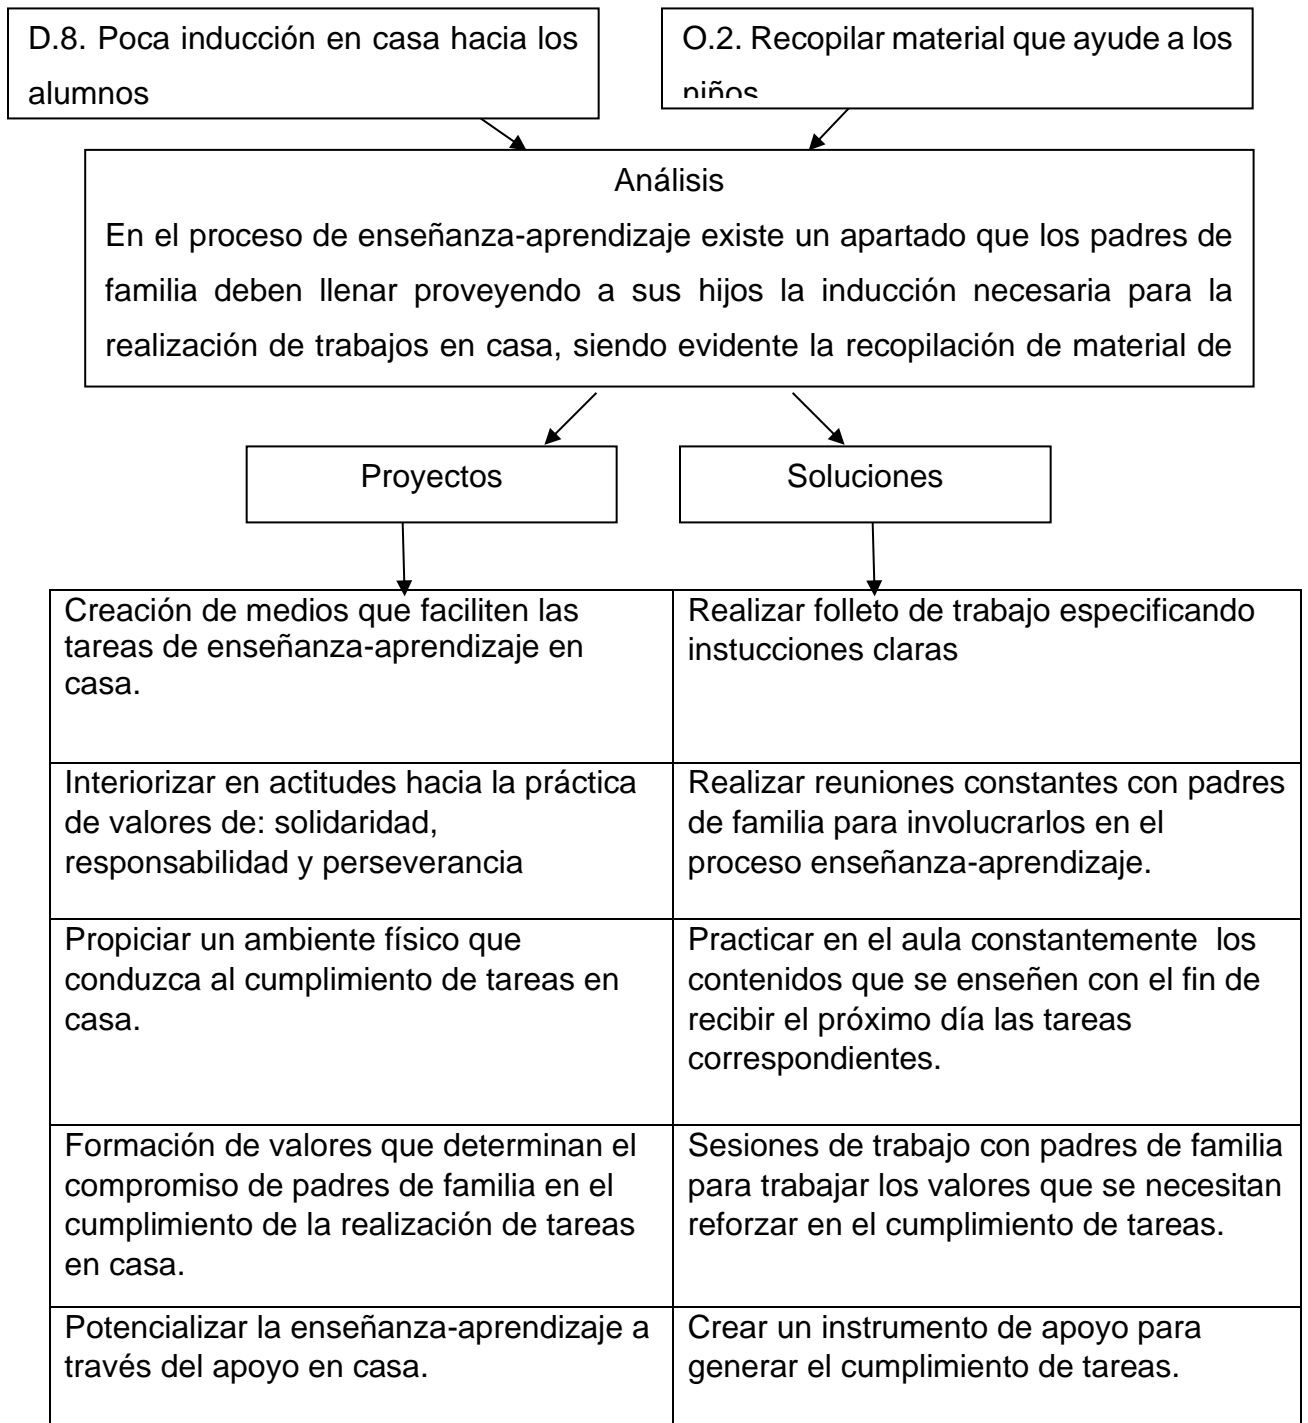 D.8. Poca inducción en casa hacia los
alumnos
O.2. Recopilar material que ayude a los
niños
Análisis
En el proceso de enseñanza-aprendizaje existe un apartado que los padres de
familia deben llenar proveyendo a sus hijos la inducción necesaria para la
realización de trabajos en casa, siendo evidente la recopilación de material de
Proyectos
Soluciones
Creación de medios que faciliten las
tareas de enseñanza-aprendizaje en
casa.
Realizar folleto de trabajo especificando
instucciones claras
Interiorizar en actitudes hacia la práctica
de valores de: solidaridad,
responsabilidad y perseverancia
Realizar reuniones constantes con padres
de familia para involucrarlos en el
proceso enseñanza-aprendizaje.
Propiciar un ambiente físico que
conduzca al cumplimiento de tareas en
casa.
Practicar en el aula constantemente  los
contenidos que se enseñen con el fin de
recibir el próximo día las tareas
correspondientes.
Formación de valores que determinan el
compromiso de padres de familia en el
cumplimiento de la realización de tareas
en casa.
Sesiones de trabajo con padres de familia
para trabajar los valores que se necesitan
reforzar en el cumplimiento de tareas.
Potencializar la enseñanza-aprendizaje a
través del apoyo en casa.
Crear un instrumento de apoyo para
generar el cumplimiento de tareas.